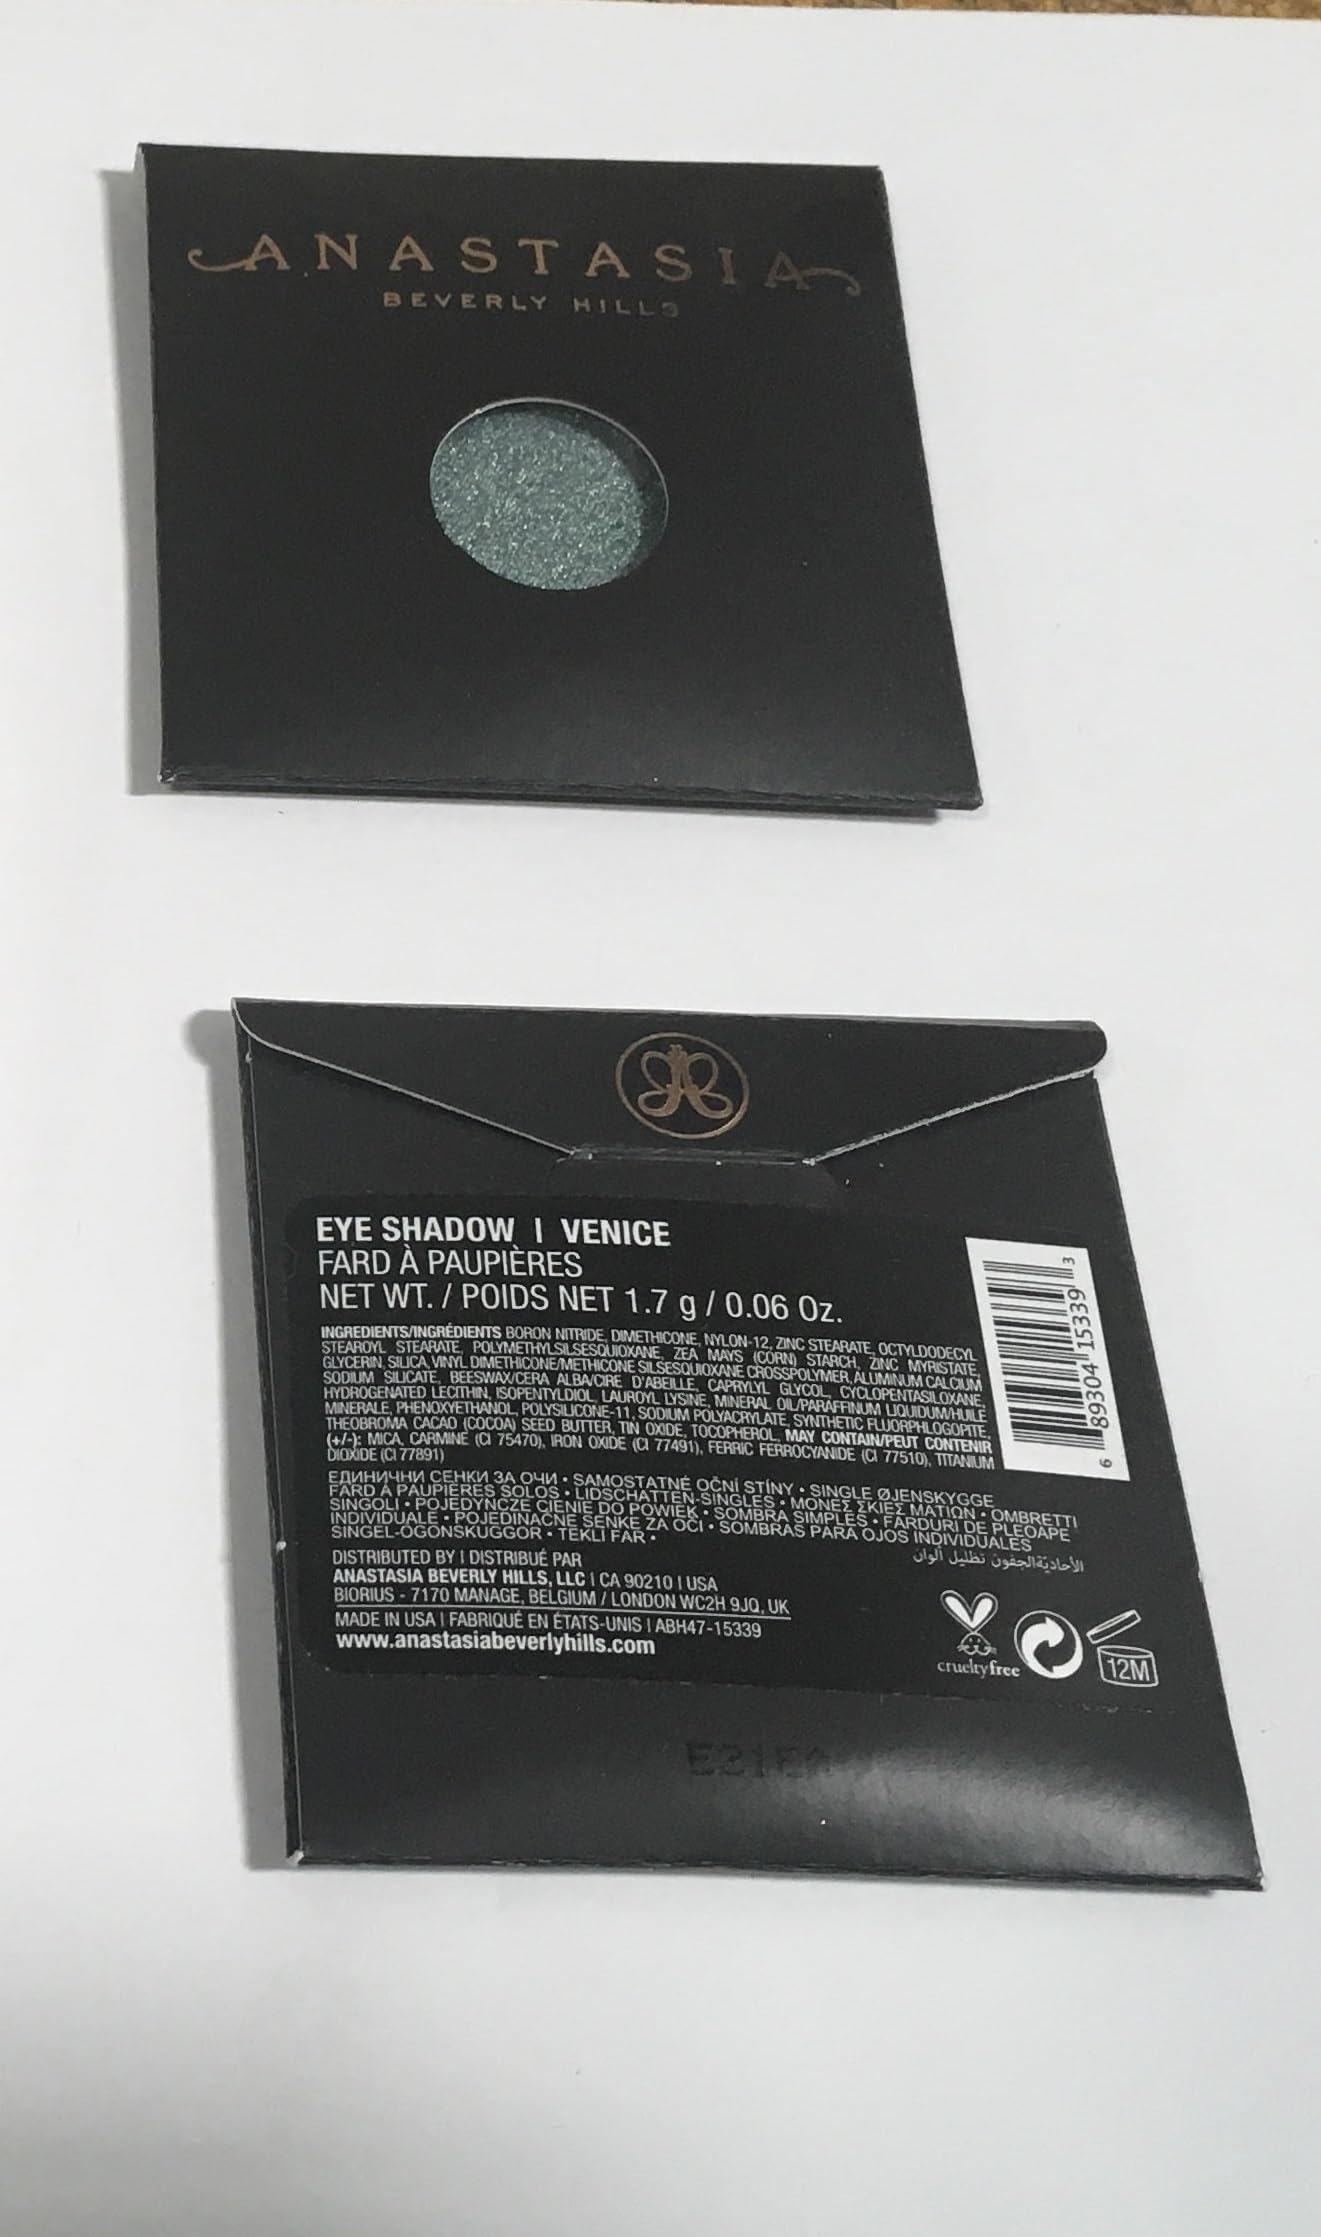 ANASTASIA
BEVERLY HILLS
EYE SHADOW | VENICE
FARD À PAUPIÈRES
NET WT. / POIDS NET 1.7 g / 0.06 Oz.
INGREDIENTS/INGRÉDIENTS BORON NITRIDE, DIMETHICONE, NYLON-12, ZINC STEARATE, OCTYLDODECYL
STEAROYL STEARATE, POLYMETHYLSILSESQUIOXANE, ZEA MAYS (CORN) STARCH, ZINC MYRISTATE,
GLYCERIN, SILICA, VINYL DIMETHICONE/METHICONE SILSESQUIOXANE CROSSPOLYMER, ALUMINUM CALCIUM
SODIUM SILICATE, BEESWAX/CERA ALBA/CIRE D'ABEILLE, CAPRYLYL GLYCOL, CYCLOPENTASILOXANE,
HYDROGENATED LECITHIN, ISOPENTYLDIOL, LAUROYL LYSINE, MINERAL OIL/PARAFFINUM LIQUIDUM/HUILE
MINERALE, PHENOXYETHANOL, POLYSILICONE-11, SODIUM POLYACRYLATE, SYNTHETIC FLUORPHLOGOPITE,
THEOBROMA CACAO (COCOA) SEED BUTTER, TIN OXIDE, TOCOPHEROL, MAY CONTAIN/PEUT CONTENIR
(+/-): MICA, CARMINE (CI 75470), IRON OXIDE (CI 77491), FERRIC FERROCYANIDE (CI 77510), TITANIUM
DIOXIDE (CI 77891)
ЕДИНИЧНИ СЕНКИ ЗА ОЧИ • SAMOSTATNÉ OČNÍ STÍNY • SINGLE ØJENSKYGGE
FARD À PAUPIÈRES SOLOS • LIDSCHATTEN-SINGLES • ΜΟΝΕΣ ΣΚΙΕΣ ΜΑΤΙΩΝ • OMBRETTI
SINGOLI • POJEDYNCZE CIENIE DO POWIEK • SOMBRA SIMPLES • FARDURI DE PLEOAPE
INDIVIDUALE • POJEDINAČNE SENKE ZA OČI • SOMBRAS PARA OJOS INDIVIDUALES
SINGEL-ÖGONSKUGGOR • TEKLI FAR •
الأحاديةالجفون تظليل ألوان
DISTRIBUTED BY | DISTRIBUÉ PAR
ANASTASIA BEVERLY HILLS, LLC | CA 90210 | USA
BIORIUS - 7170 MANAGE, BELGIUM / LONDON WC2H 9JQ, UK
MADE IN USA | FABRIQUÉ EN ÉTATS-UNIS | ABH47-15339
www.anastasiabeverlyhills.com
6 89304 15339 3
crueltyfree
12M